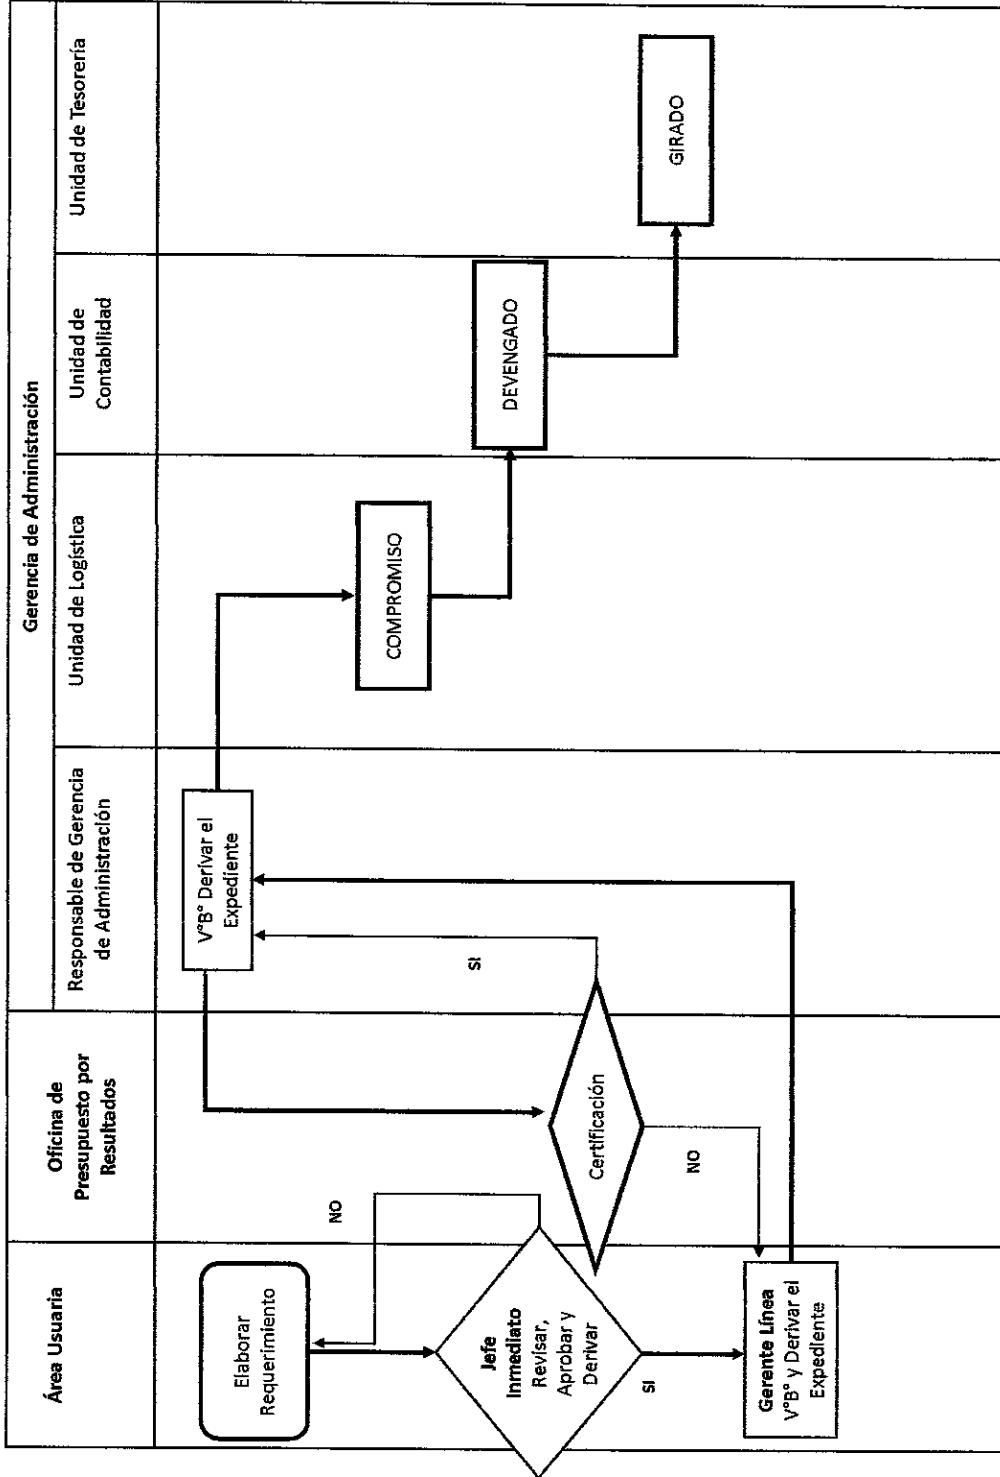 Área Usuaria
Oficina de
Presupuesto por
Resultados
Gerencia de Administración
Responsable de Gerencia
de Administración
Unidad de Logística
Unidad de
Contabilidad
Unidad de Tesorería
Elaborar
Requerimiento
NO
Jefe
Inmediato
Revisar,
Aprobar y
Derivar
SI
Gerente Línea
V°B° y Derivar el
Expediente
V°B° Derivar el
Expediente
Certificación
SI
NO
COMPROMISO
DEVENGADO
GIRADO